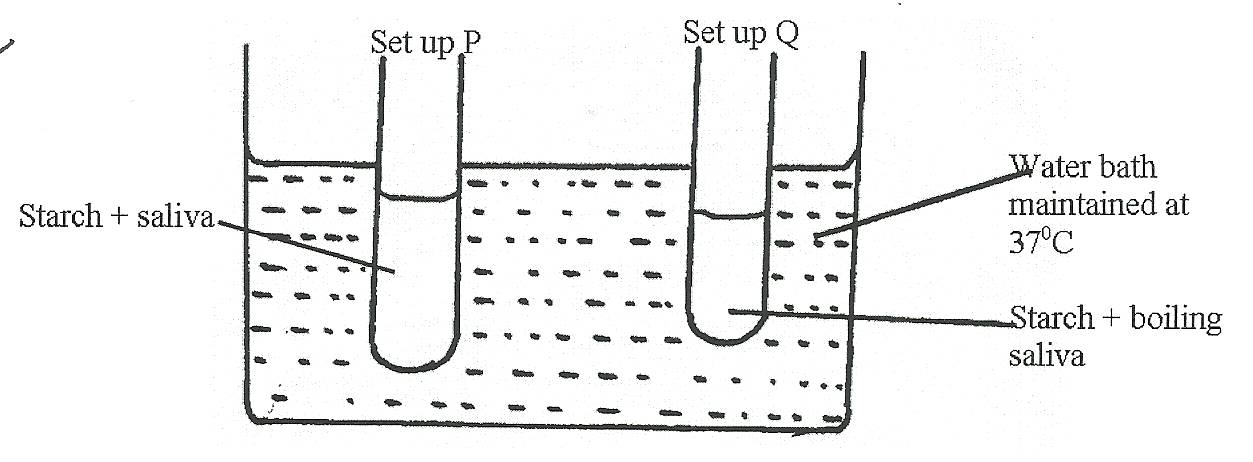 Set up P
Set up Q
Starch + saliva
Water bath
maintained at
37⁰C
Starch + boiling
saliva